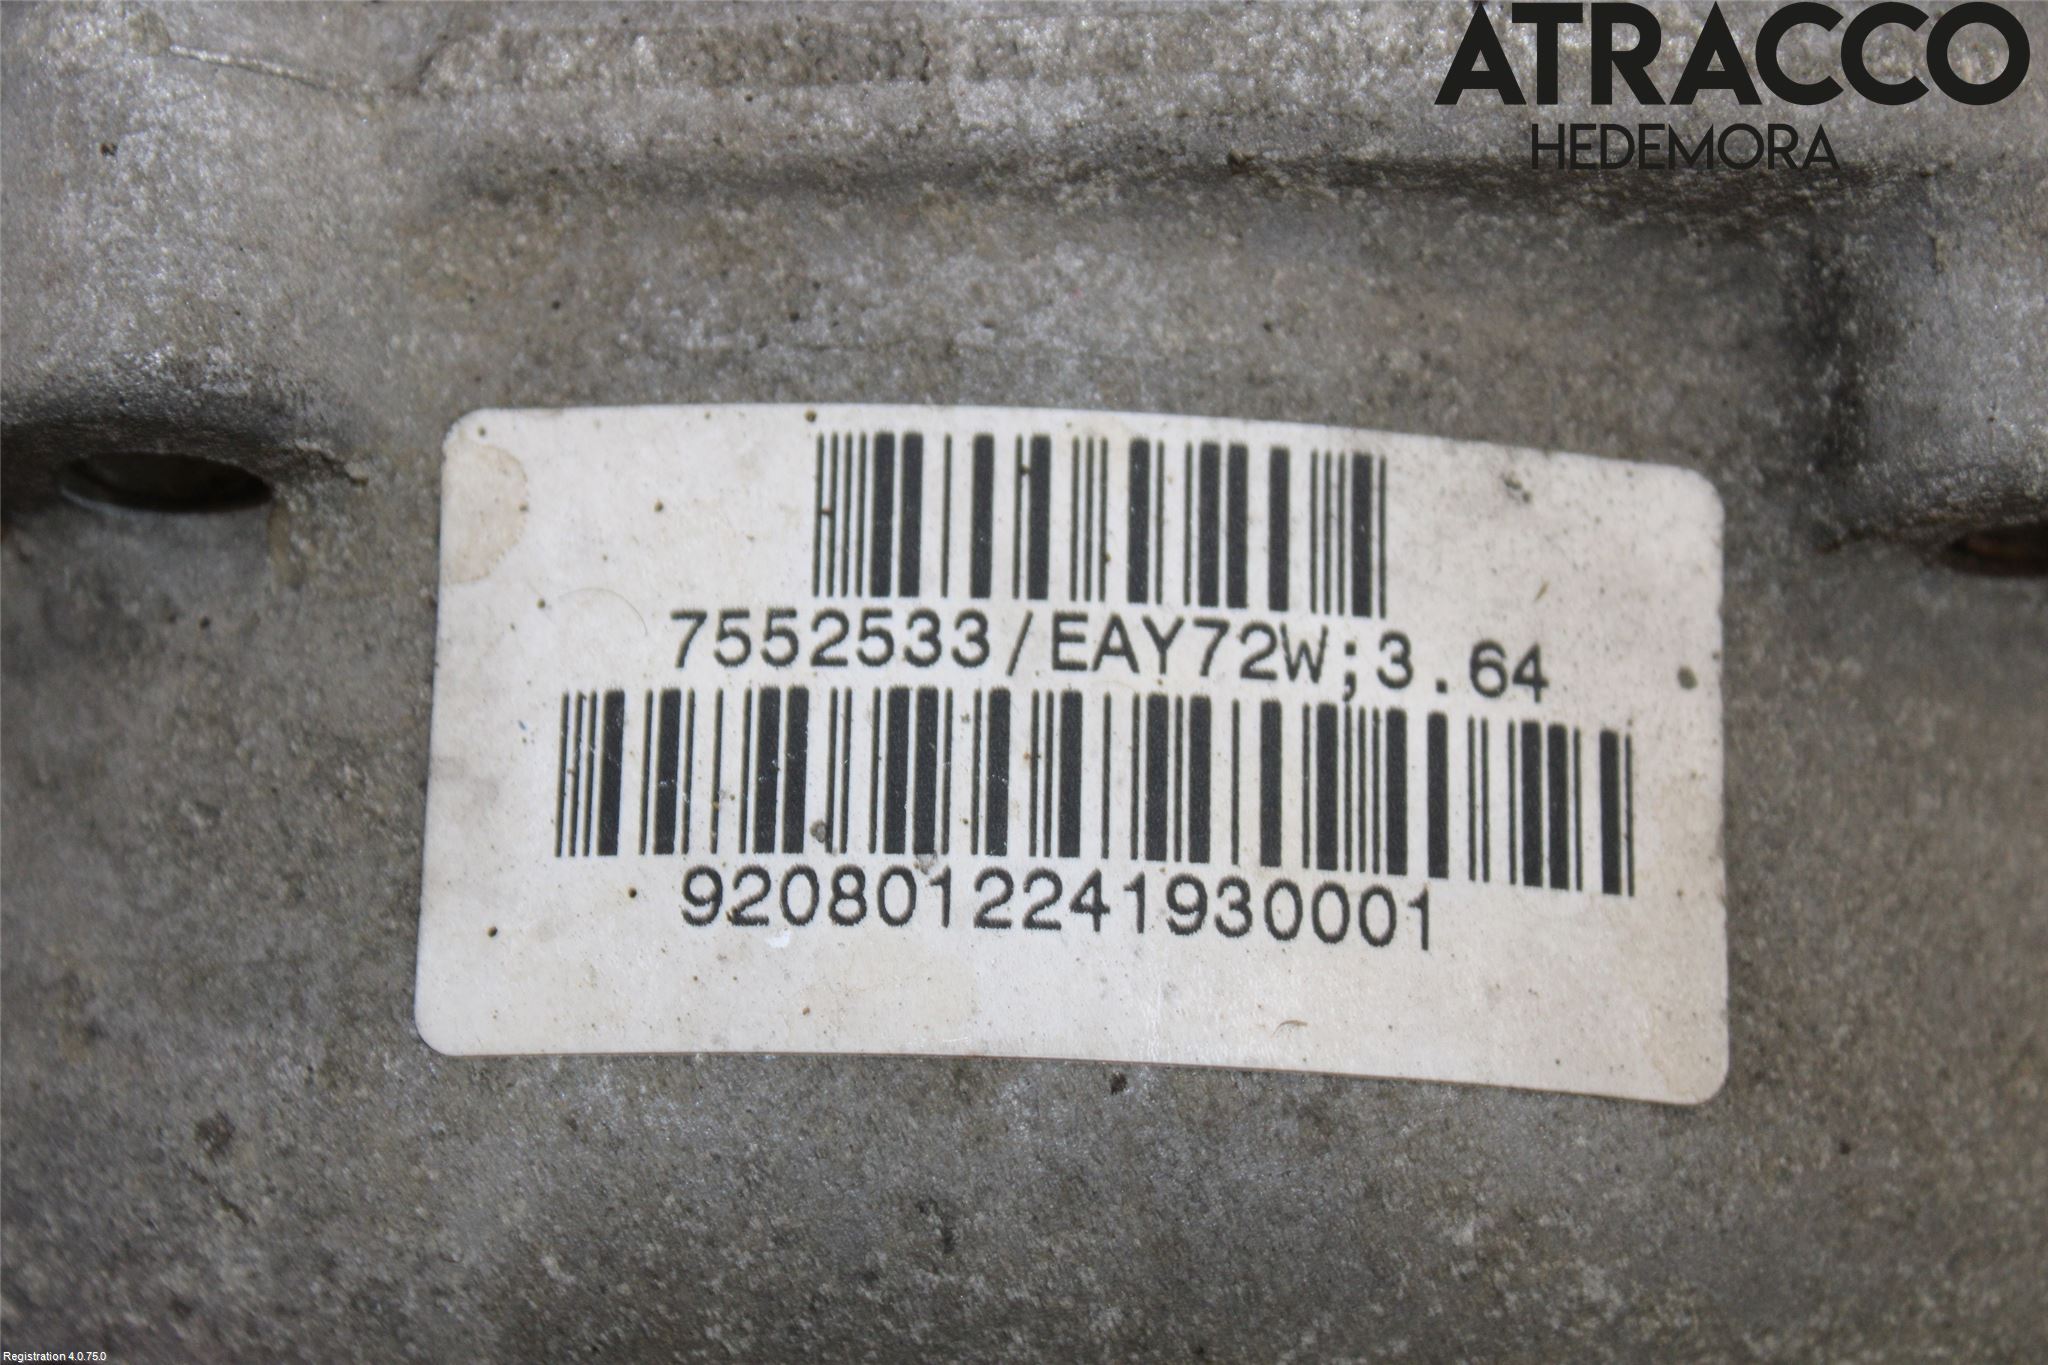 ATRACCO
HEDEMORA
7552533/EAY72W;3.64
9208012241930001
Registration 4.0.75.0